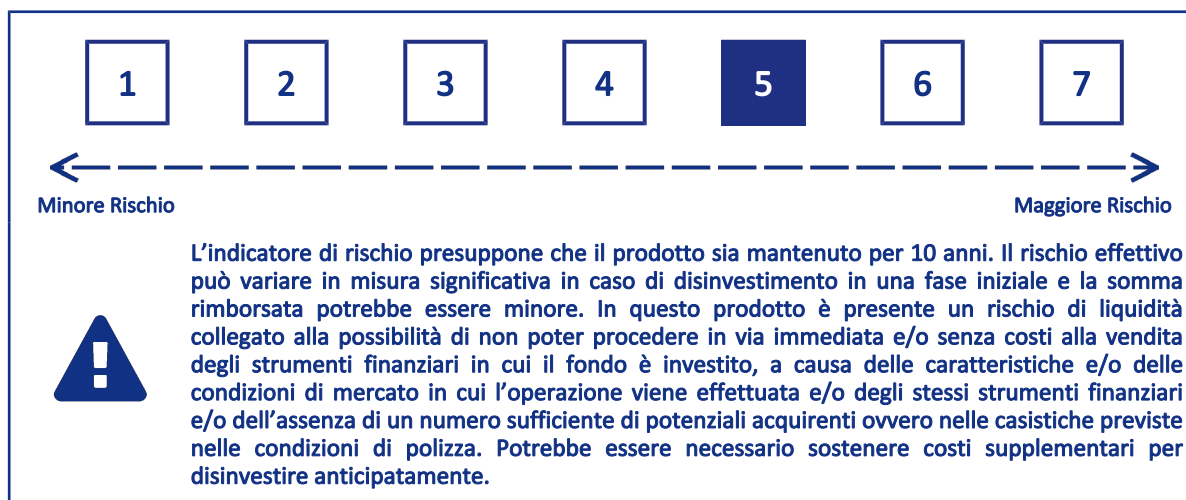 1 2 3 4 5 6 7
Minore Rischio Maggiore Rischio
L'indicatore di rischio presuppone che il prodotto sia mantenuto per 10 anni. Il rischio effettivo
può variare in misura significativa in caso di disinvestimento in una fase iniziale e la somma
rimborsata potrebbe essere minore. In questo prodotto è presente un rischio di liquidità
collegato alla possibilità di non poter procedere in via immediata e/o senza costi alla vendita
degli strumenti finanziari in cui il fondo è investito, a causa delle caratteristiche e/o delle
condizioni di mercato in cui l'operazione viene effettuata e/o degli stessi strumenti finanziari
e/o dell'assenza di un numero sufficiente di potenziali acquirenti ovvero nelle casistiche previste
nelle condizioni di polizza. Potrebbe essere necessario sostenere costi supplementari per
disinvestire anticipatamente.